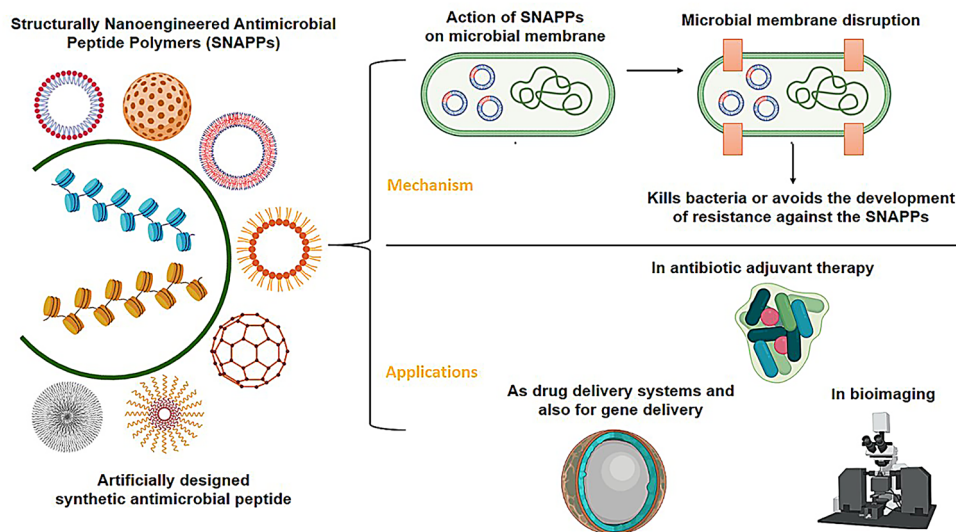 Structurally Nanoengineered Antimicrobial
Peptide Polymers (SNAPPs)
Action of SNAPPs
on microbial membrane
Microbial membrane disruption
Mechanism
Kills bacteria or avoids the development
of resistance against the SNAPPs
In antibiotic adjuvant therapy
Applications
As drug delivery systems and
also for gene delivery
In bioimaging
Artificially designed
synthetic antimicrobial peptide